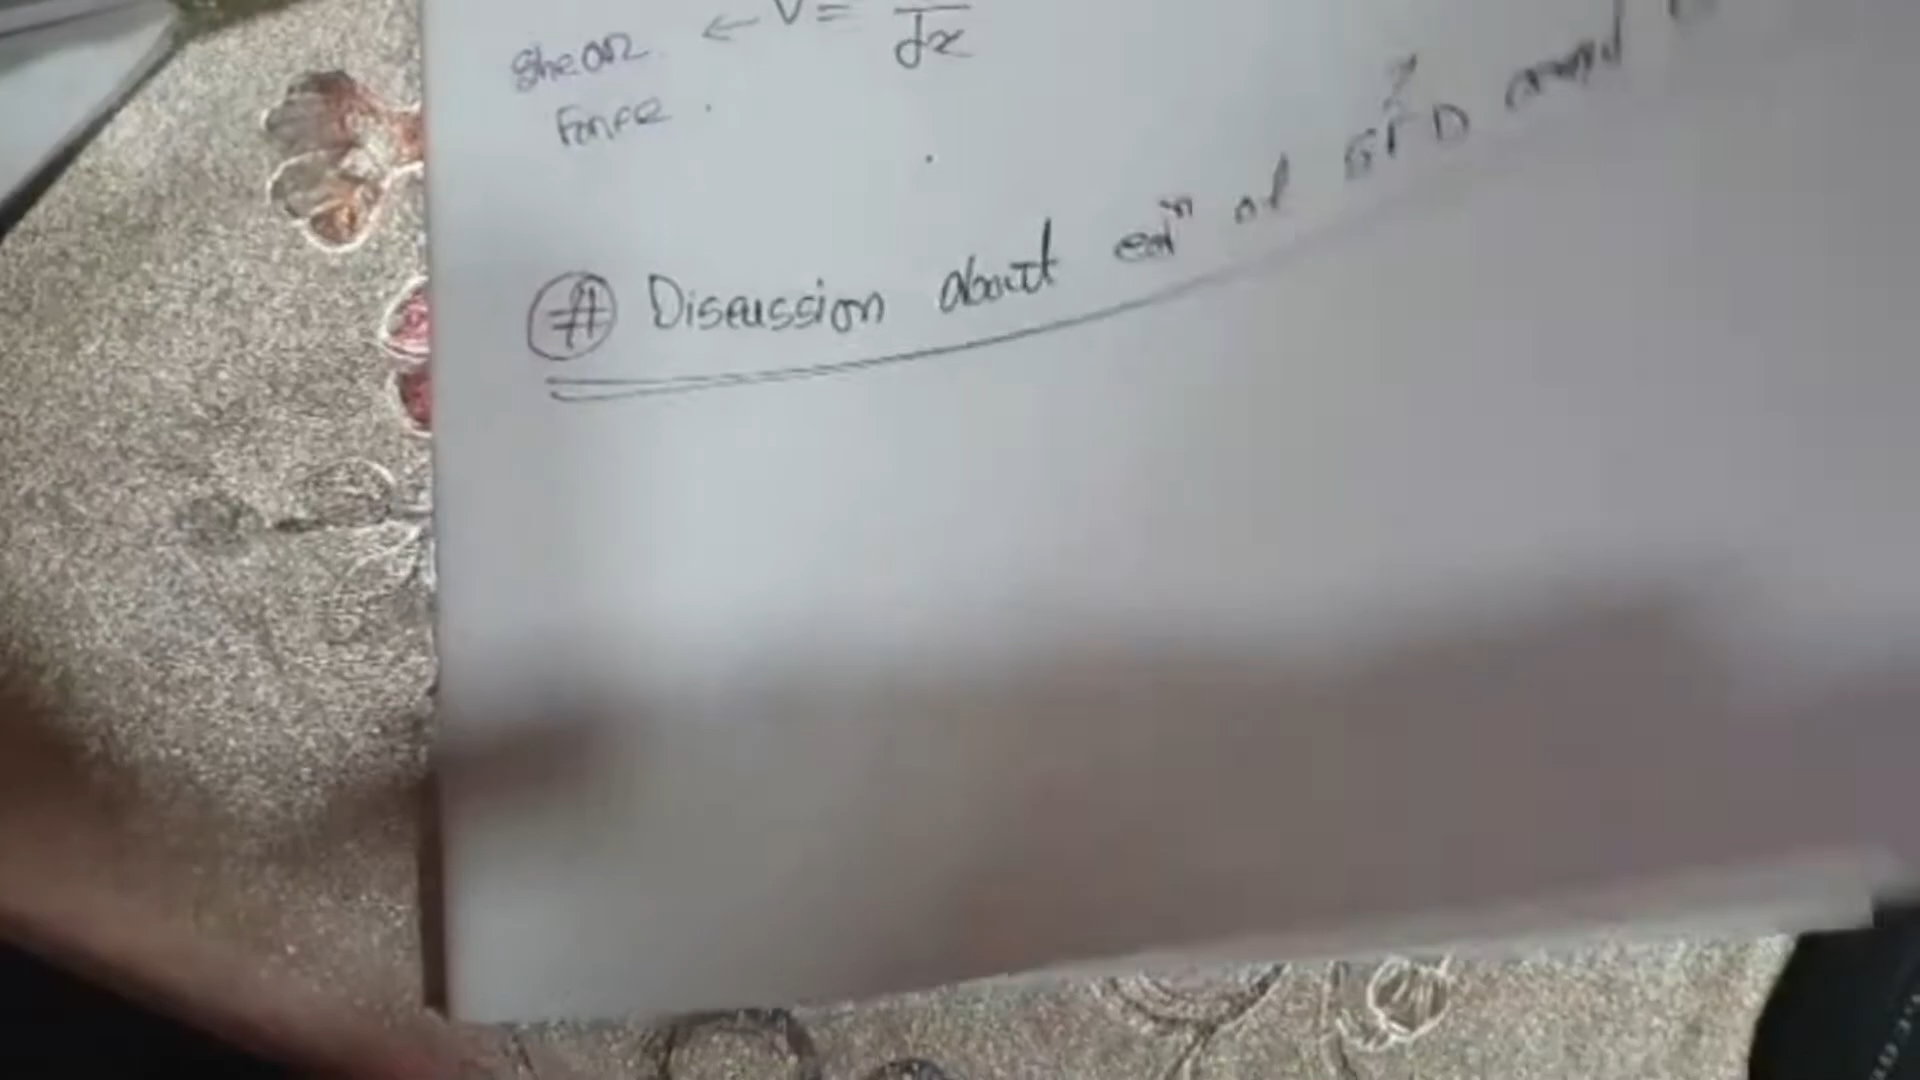 Shear ← V = /dx
Force.
# Discussion about eqⁿ of SFD and